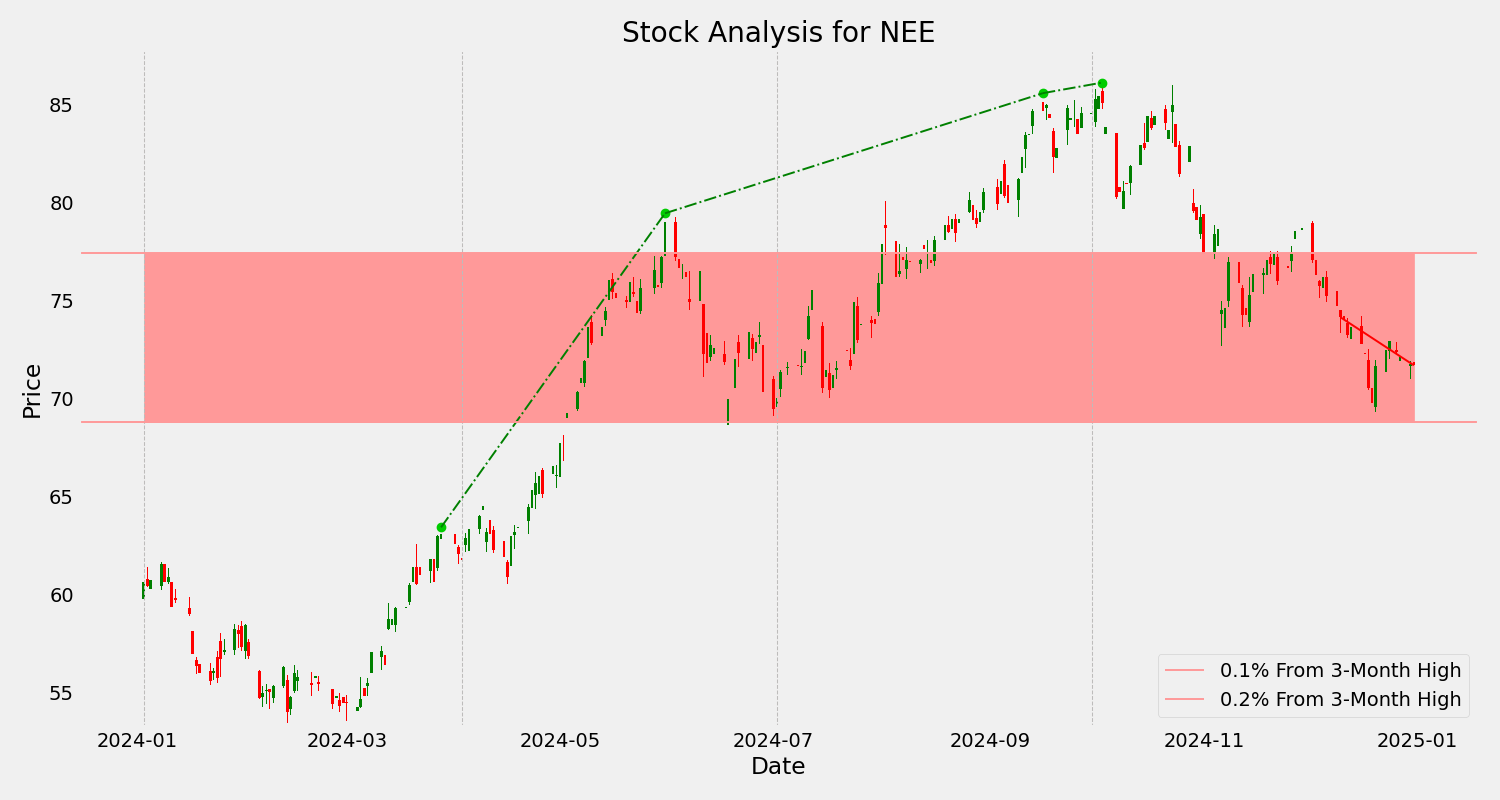 Stock Analysis for NEE
Price
85
80
75
70
65
60
55
0.1% From 3-Month High
0.2% From 3-Month High
2024-01 2024-03 2024-05 2024-07 2024-09 2024-11 2025-01
Date